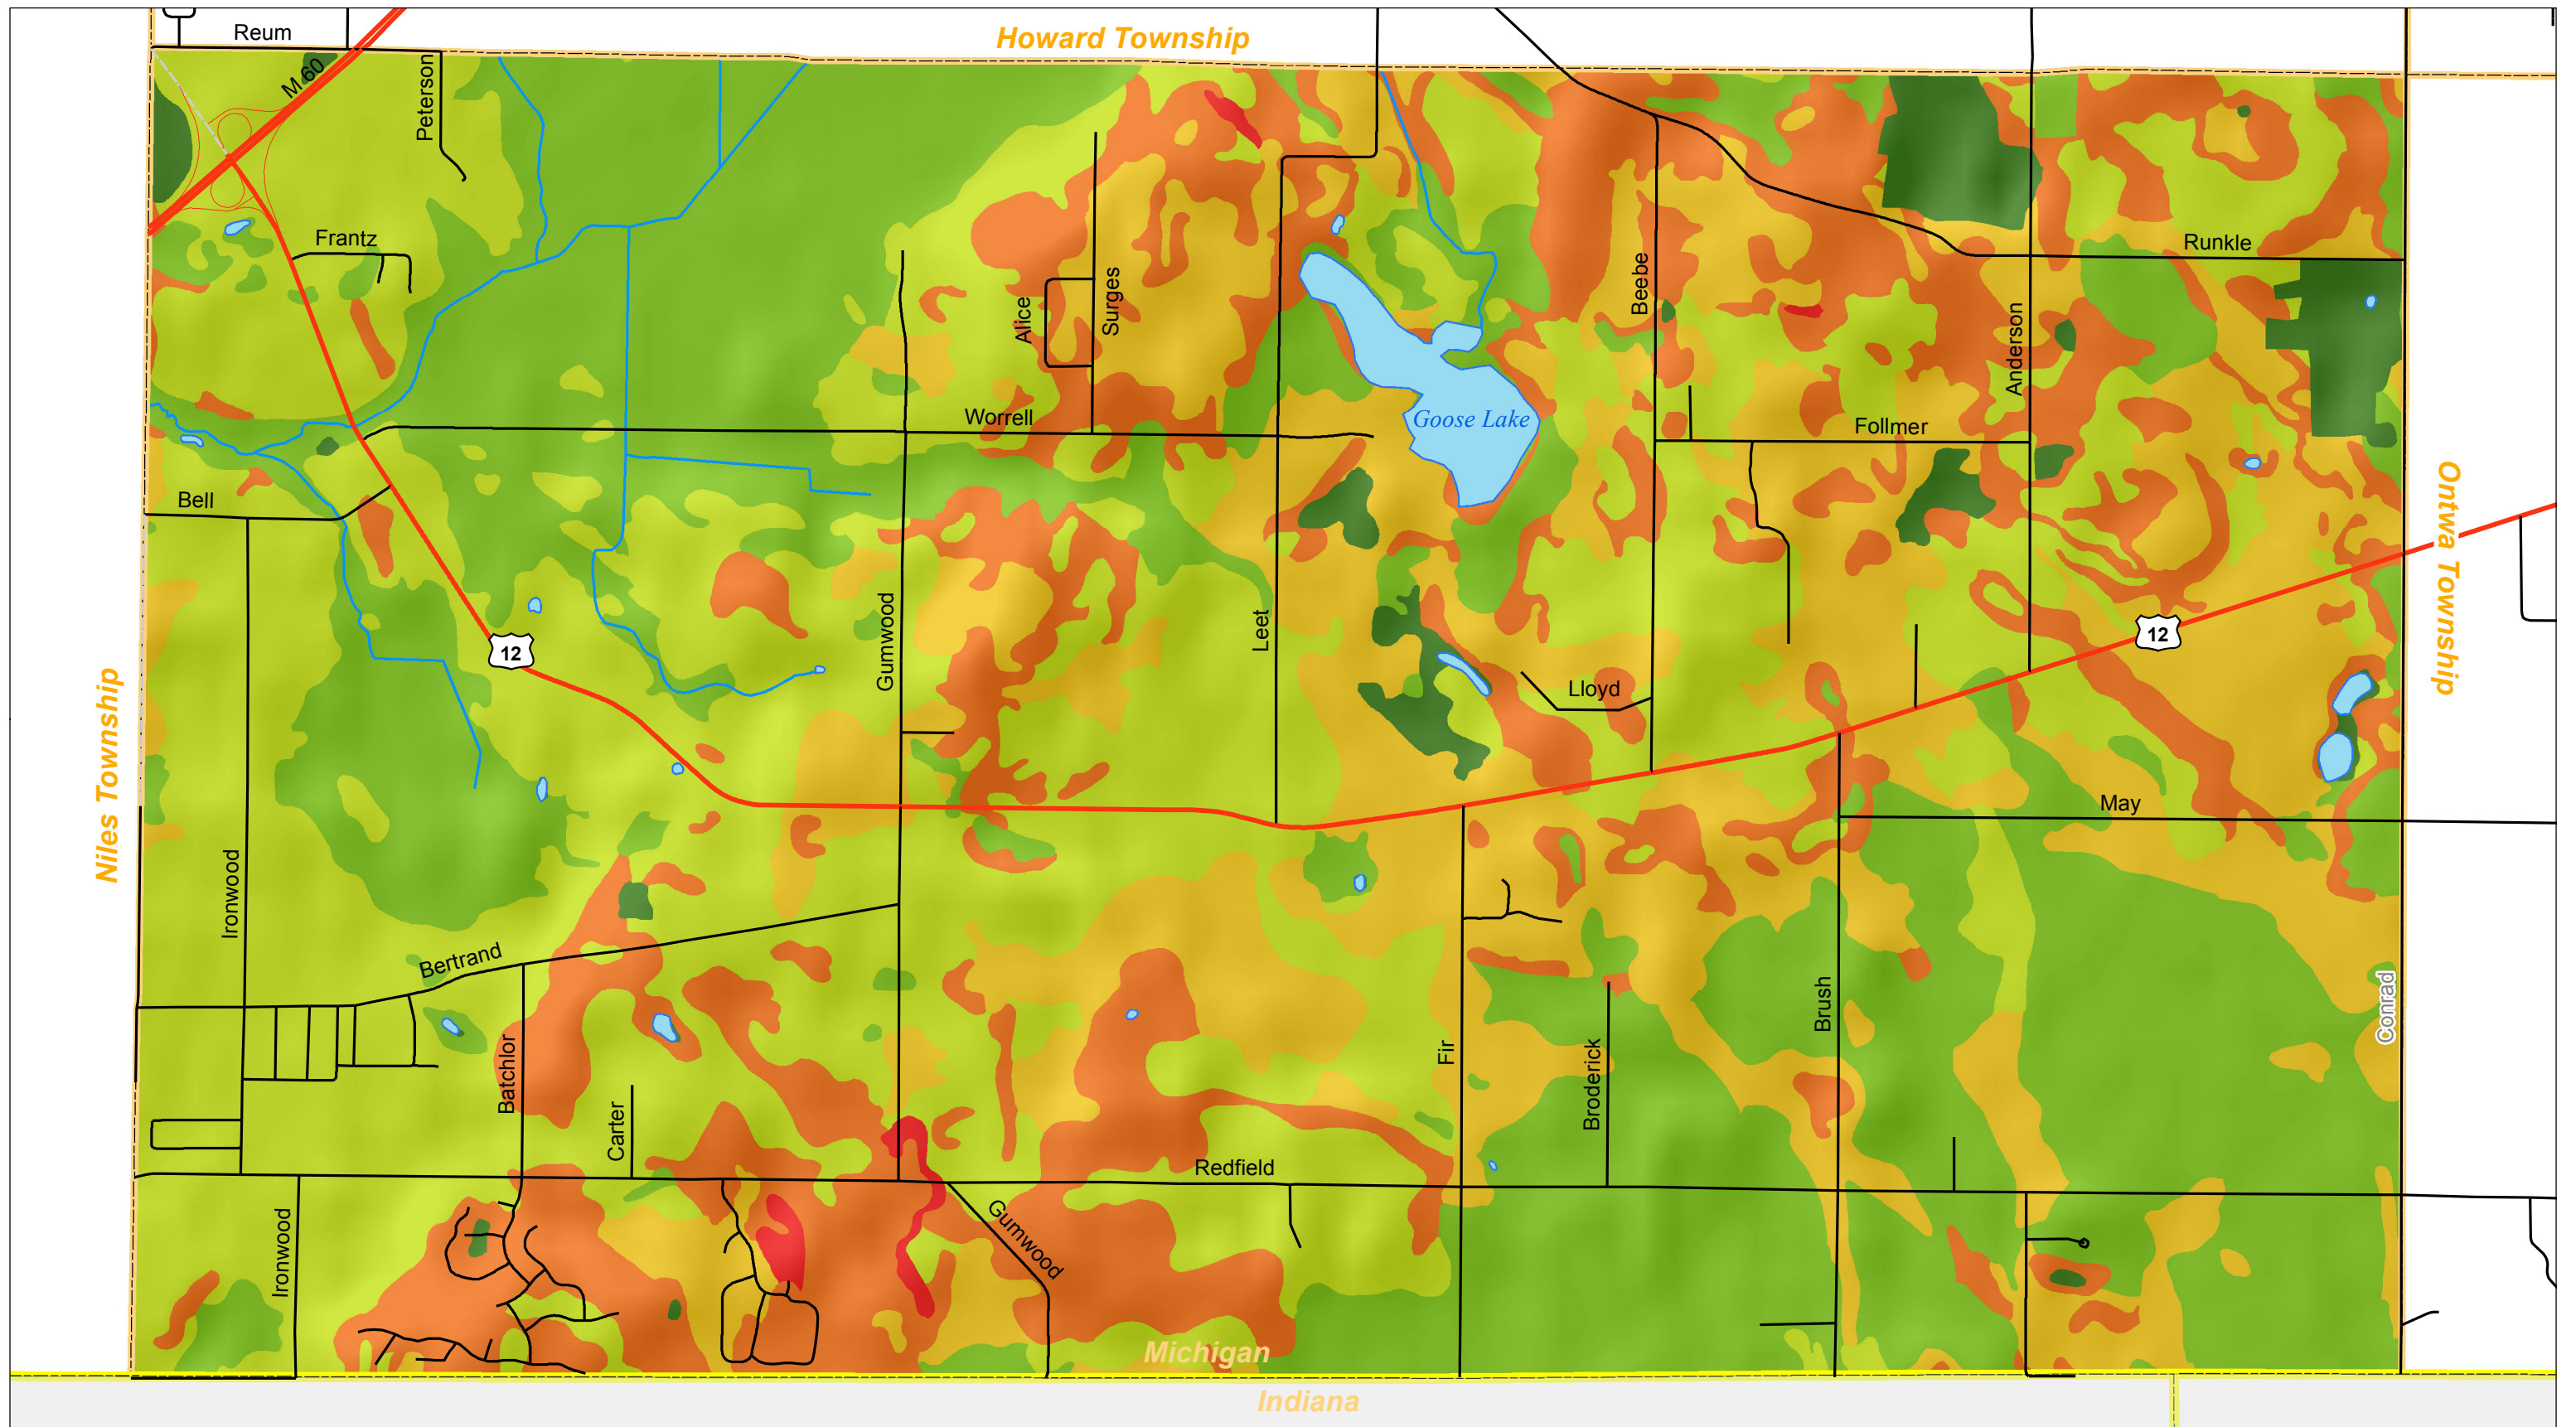 Reum
Howard Township
M 60
Peterson
Frantz
Runkle
Beebe
Alice
Surges
Anderson
Goose Lake
Worrell
Follmer
Bell
Ontwa Township
12
12
Gumwood
Leet
Lloyd
Niles Township
May
Ironwood
Bertrand
Brush
Conrad
Batchlor
Fir
Broderick
Carter
Redfield
Ironwood
Gumwood
Michigan
Indiana